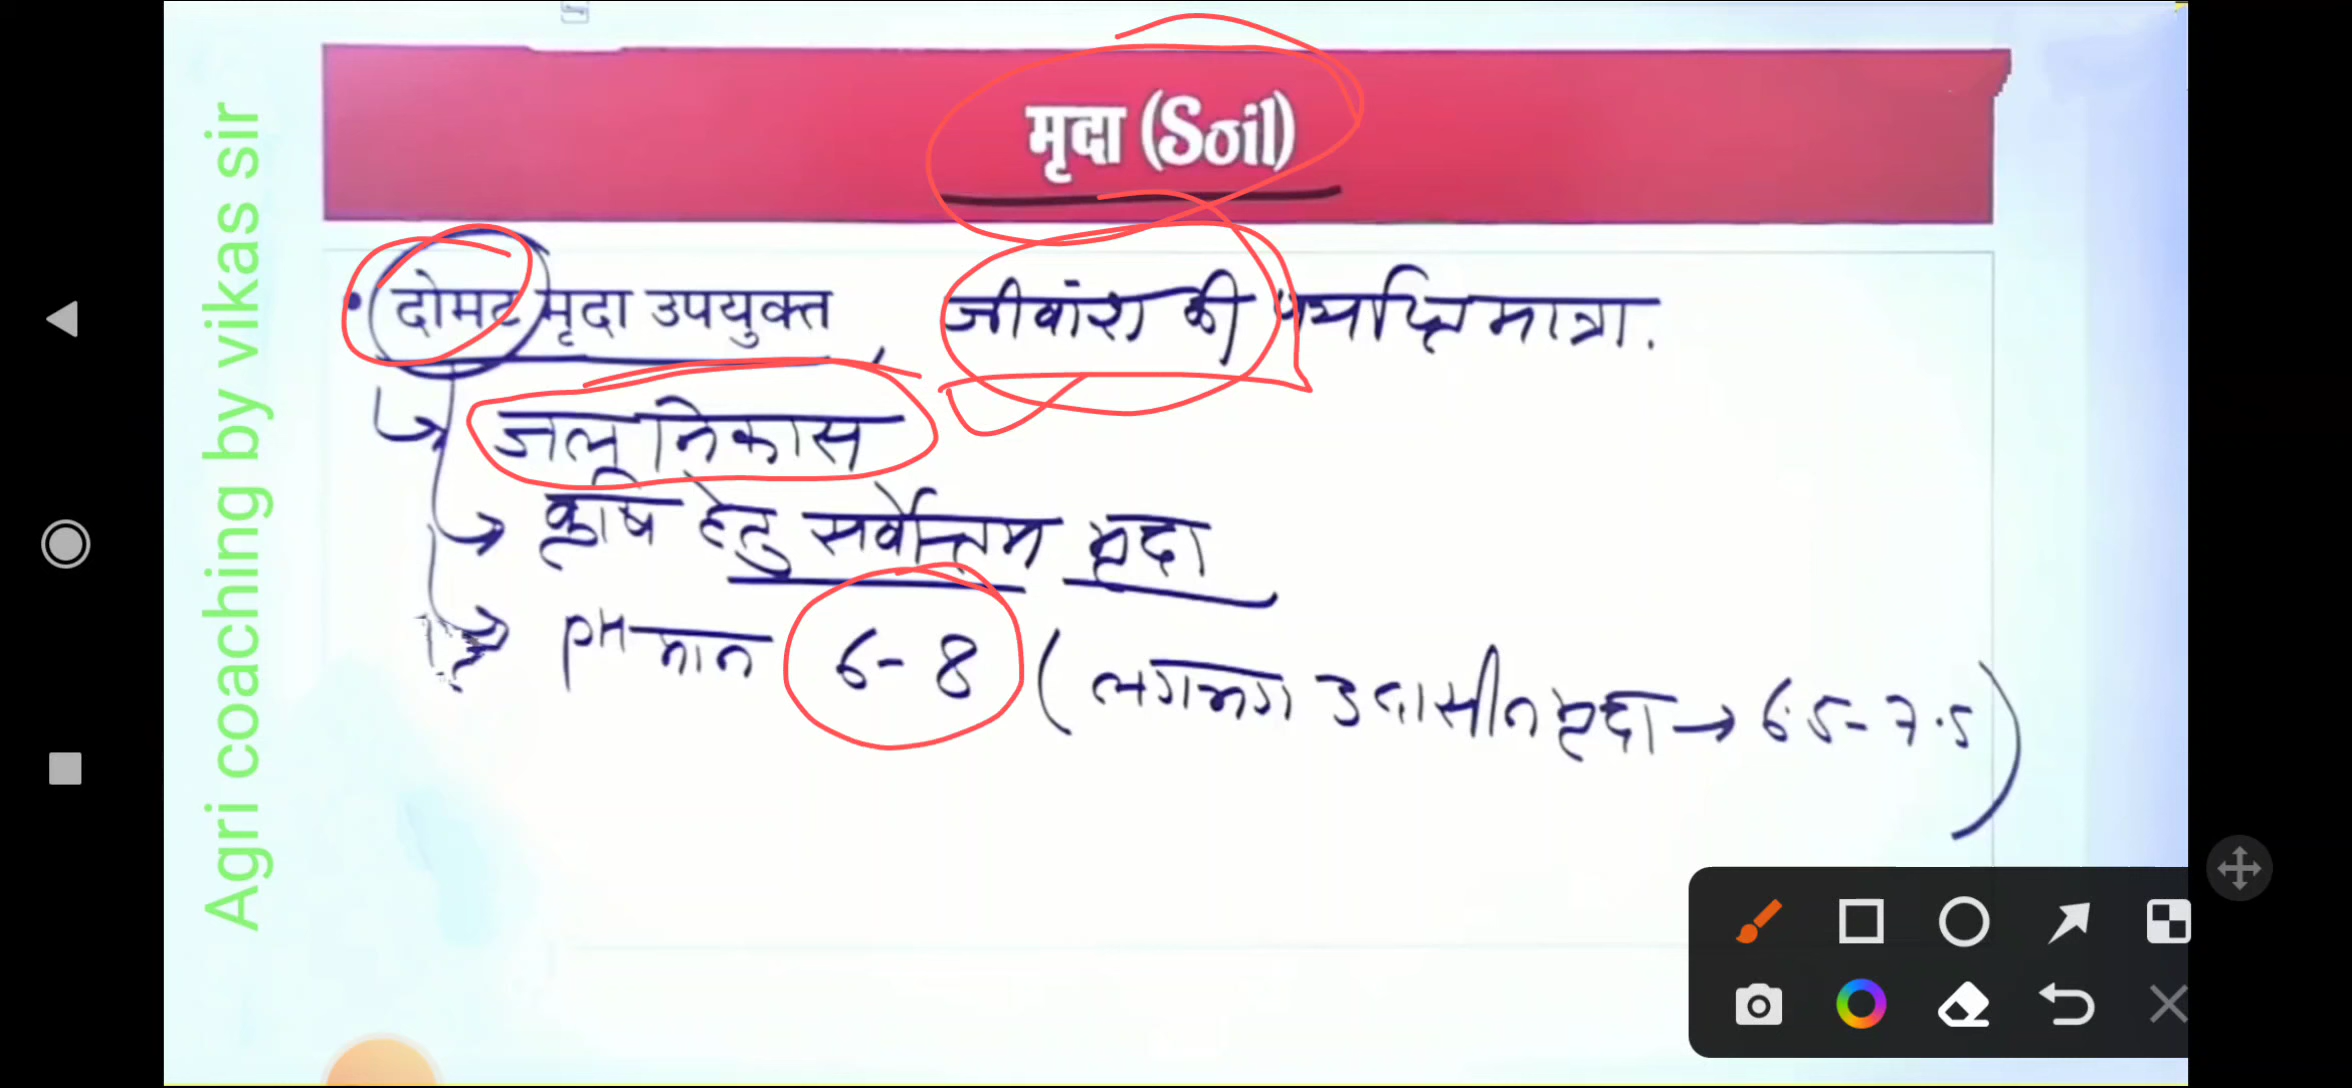 मृदा (Soil)
• दोमट मृदा उपयुक्त, जीवांश की पर्याप्त मात्रा.
जल निकास
कृषि हेतु सर्वोत्तम मृदा
pH मान 6-8 (लगभग उदासीन मृदा → 6.5-7.5)
Agri coaching by vikas sir